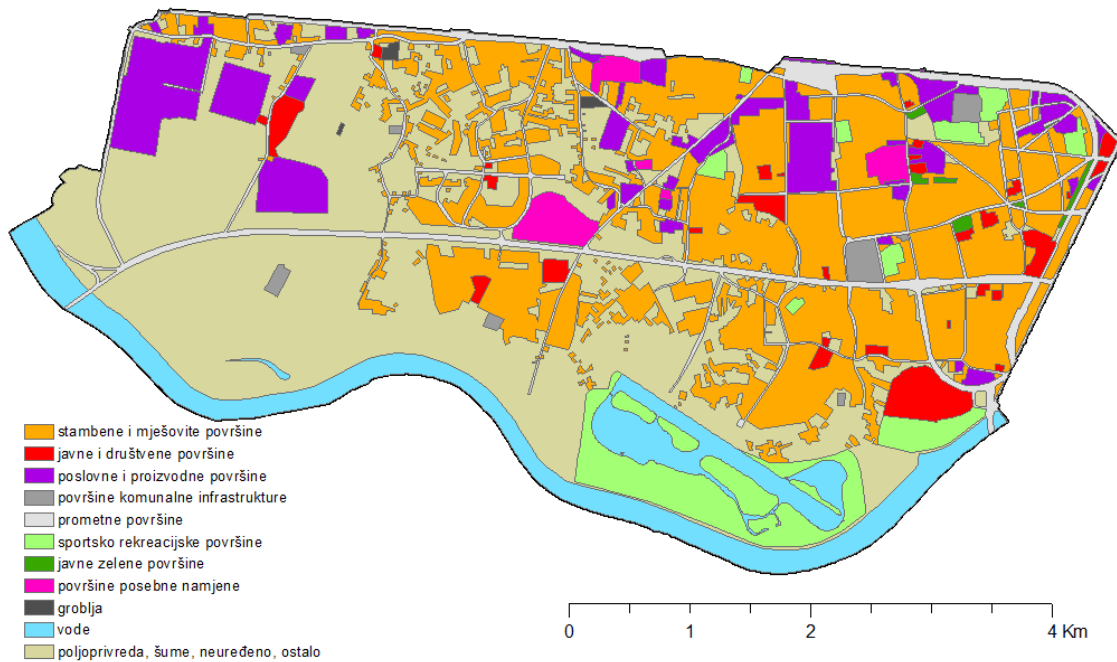 stambene i mješovite površine
javne i društvene površine
poslovne i proizvodne površine
površine komunalne infrastrukture
prometne površine
sportsko rekreacijske površine
javne zelene površine
površine posebne namjene
groblja
vode
poljoprivreda, šume, neuređeno, ostalo
0 1 2 4 Km